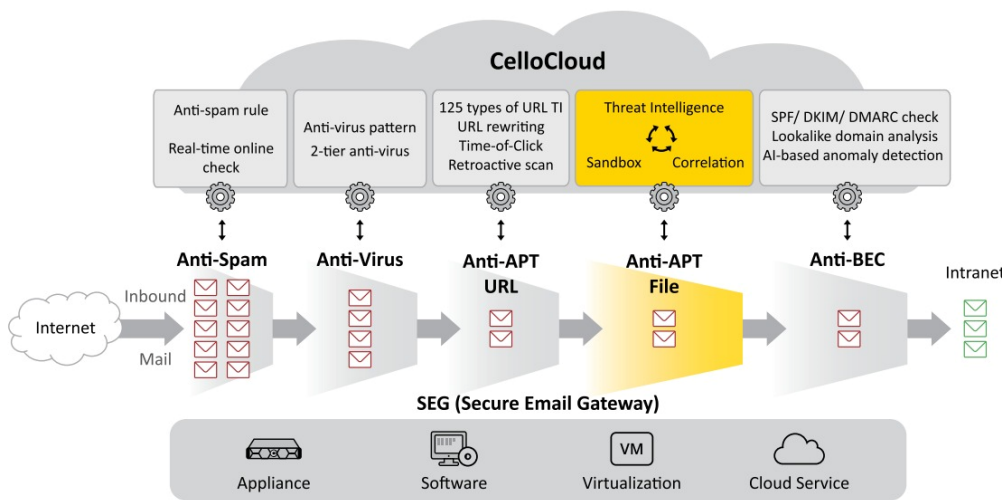 CelloCloud
Anti-spam rule
Real-time online
check
Anti-virus pattern
2-tier anti-virus
125 types of URL TI
URL rewriting
Time-of-Click
Retroactive scan
Threat Intelligence
Sandbox
Correlation
SPF/ DKIM/ DMARC check
Lookalike domain analysis
AI-based anomaly detection
Anti-Spam
Anti-Virus
Anti-APT
URL
Anti-APT
File
Anti-BEC
Internet
Inbound
Mail
Intranet
SEG (Secure Email Gateway)
Appliance
Software
VM
Virtualization
Cloud Service